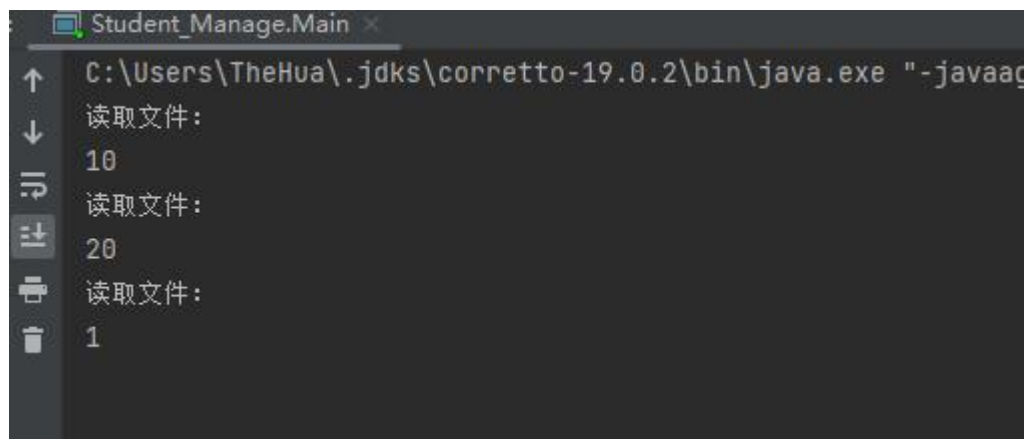 Student_Manage.Main
C:\Users\TheHua\.jdks\corretto-19.0.2\bin\java.exe "-javaag
读取文件:
10
读取文件:
20
读取文件:
1